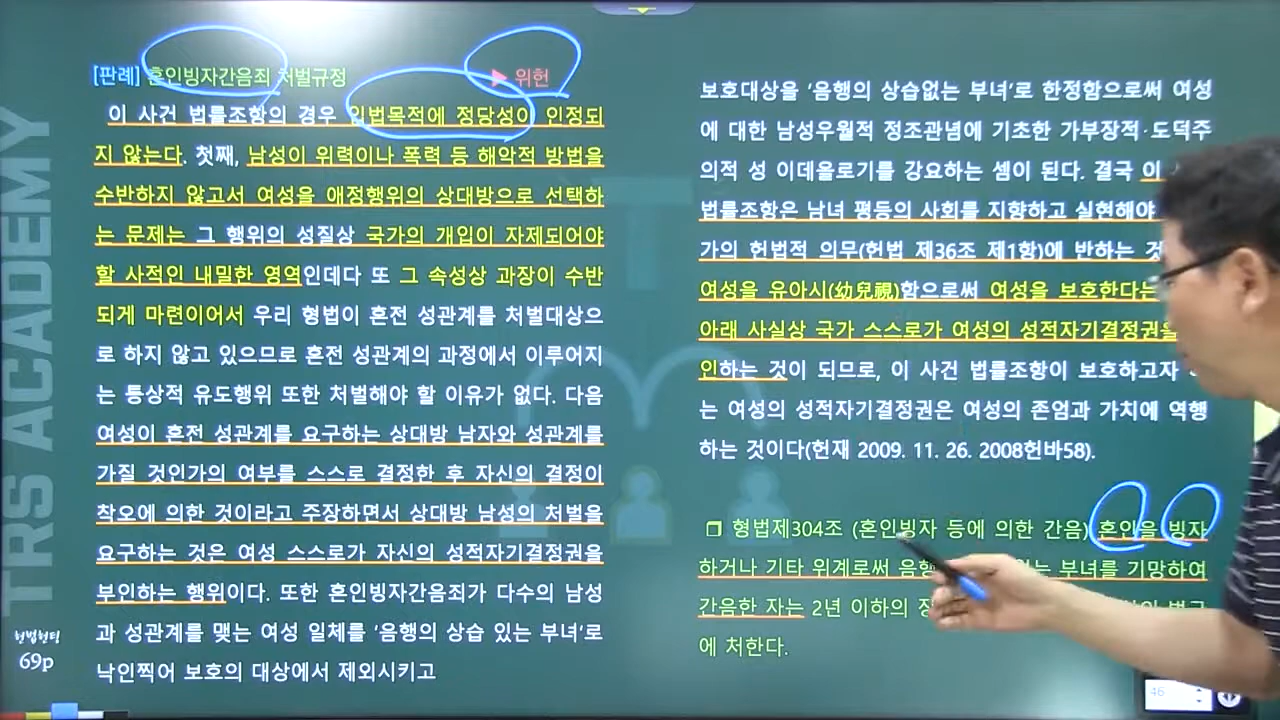 [판례] 혼인빙자간음죄 처벌규정 ▶ 위헌
이 사건 법률조항의 경우 입법목적에 정당성이 인정되
지 않는다. 첫째, 남성이 위력이나 폭력 등 해악적 방법을
수반하지 않고서 여성을 애정행위의 상대방으로 선택하
는 문제는 그 행위의 성질상 국가의 개입이 자제되어야
할 사적인 내밀한 영역인데다 또 그 속성상 과장이 수반
되게 마련이어서 우리 형법이 혼전 성관계를 처벌대상으
로 하지 않고 있으므로 혼전 성관계의 과정에서 이루어지
는 통상적 유도행위 또한 처벌해야 할 이유가 없다. 다음
여성이 혼전 성관계를 요구하는 상대방 남자와 성관계를
가질 것인가의 여부를 스스로 결정한 후 자신의 결정이
착오에 의한 것이라고 주장하면서 상대방 남성의 처벌을
요구하는 것은 여성 스스로가 자신의 성적자기결정권을
부인하는 행위이다. 또한 혼인빙자간음죄가 다수의 남성
과 성관계를 맺는 여성 일체를 '음행의 상습 있는 부녀'로
낙인찍어 보호의 대상에서 제외시키고
보호대상을 '음행의 상습없는 부녀'로 한정함으로써 여성
에 대한 남성우월적 정조관념에 기초한 가부장적·도덕주
의적 성 이데올로기를 강요하는 셈이 된다. 결국 이
법률조항은 남녀 평등의 사회를 지향하고 실현해야
가의 헌법적 의무(헌법 제36조 제1항)에 반하는
여성을 유아시(幼兒視)함으로써 여성을 보호한다는
아래 사실상 국가 스스로가 여성의 성적자기결정권을
인하는 것이 되므로, 이 사건 법률조항이 보호하고자
는 여성의 성적자기결정권은 여성의 존엄과 가치에 역행
하는 것이다(헌재 2009. 11. 26. 2008헌바58).
❒ 형법제304조 (혼인빙자 등에 의한 간음) 혼인을 빙자
하거나 기타 위계로써 부녀를 기망하여
간음한 자는 2년 이하의
에 처한다.
TRS ACADEMY
헌법헌터
69p
46